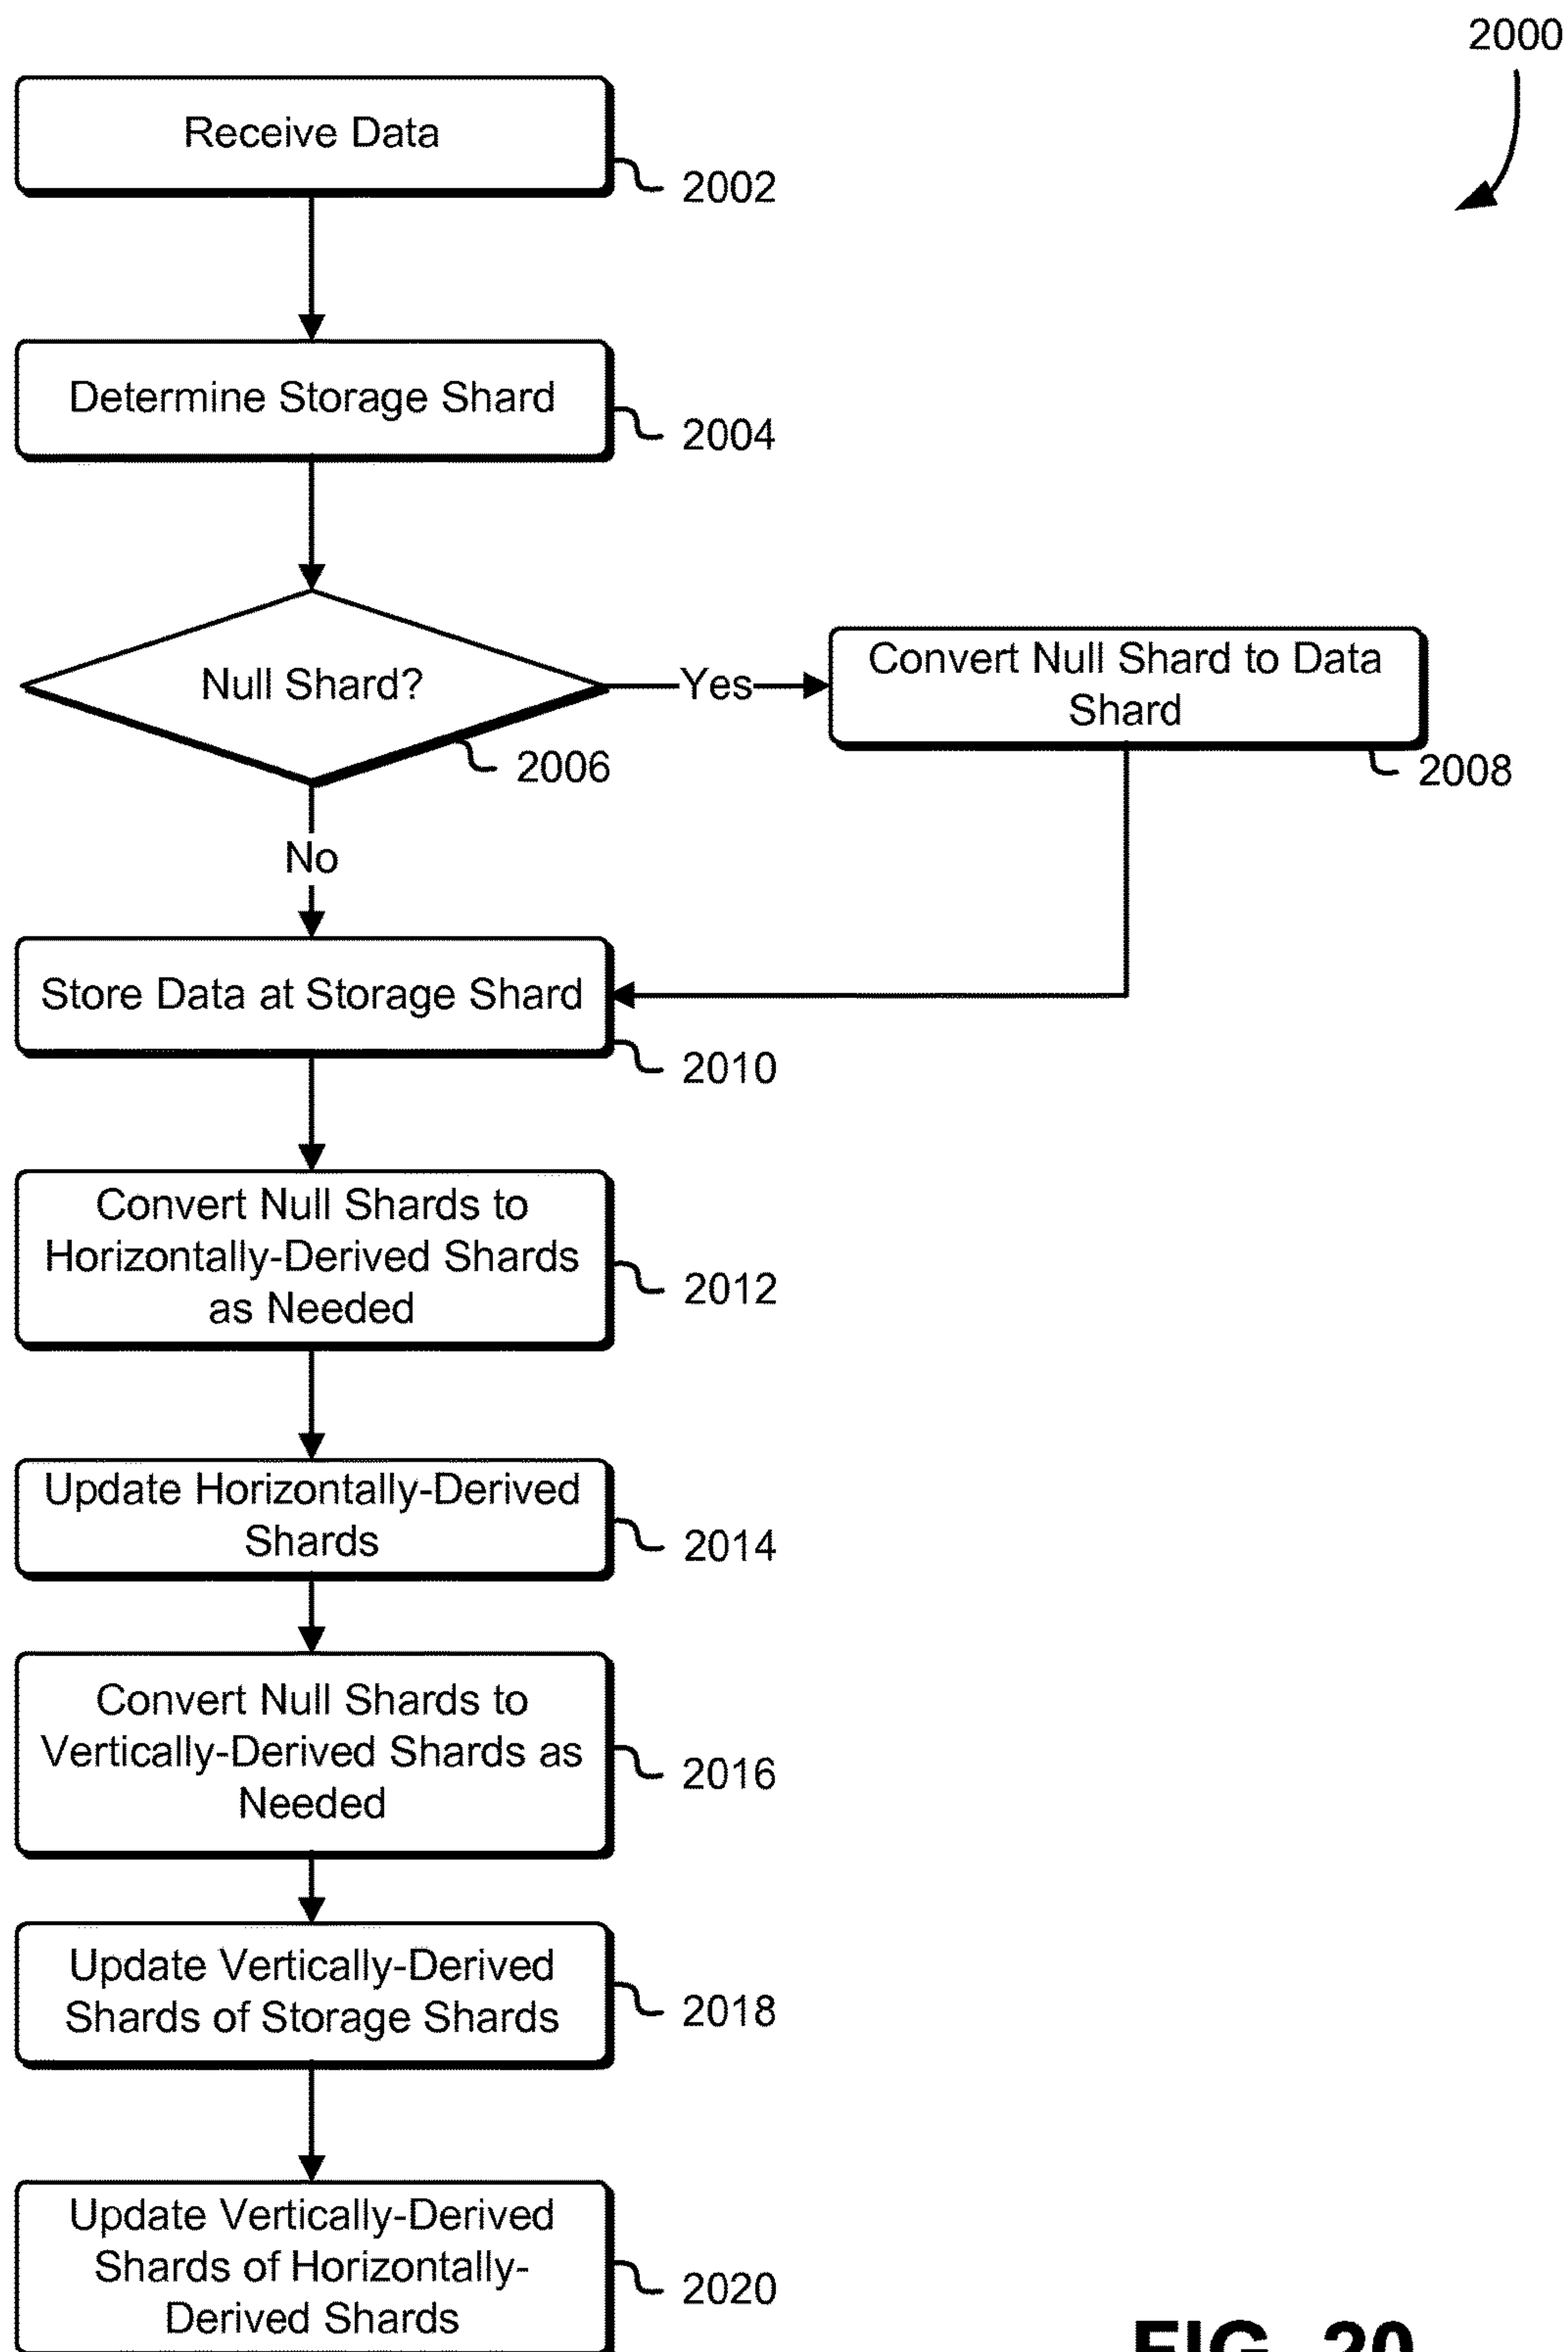 2000
Receive Data
2002
Determine Storage Shard
2004
Null Shard?
2006
Yes
Convert Null Shard to Data
Shard
2008
No
Store Data at Storage Shard
2010
Convert Null Shards to
Horizontally-Derived Shards
as Needed
2012
Update Horizontally-Derived
Shards
2014
Convert Null Shards to
Vertically-Derived Shards as
Needed
2016
Update Vertically-Derived
Shards of Storage Shards
2018
Update Vertically-Derived
Shards of Horizontally-
Derived Shards
2020
FIG. 20